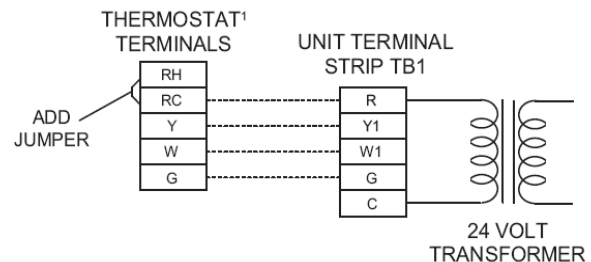 THERMOSTAT¹
TERMINALS
UNIT TERMINAL
STRIP TB1
RH
RC
Y
W
G
ADD
JUMPER
R
Y1
W1
G
C
24 VOLT
TRANSFORMER